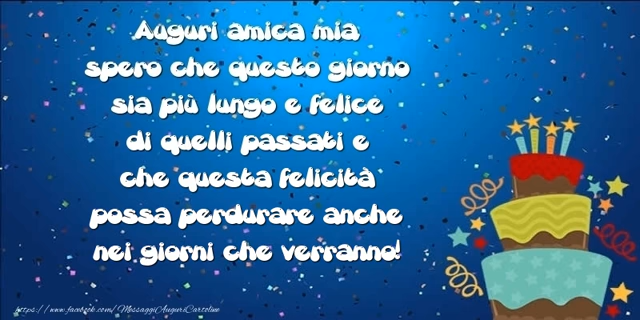 Auguri amica mia
spero che questo giorno
sia più lungo e felice
di quelli passati e
che questa felicità
possa perdurare anche
nei giorni che verranno!
https://www.facebook.com/MessaggiAuguriCartoline